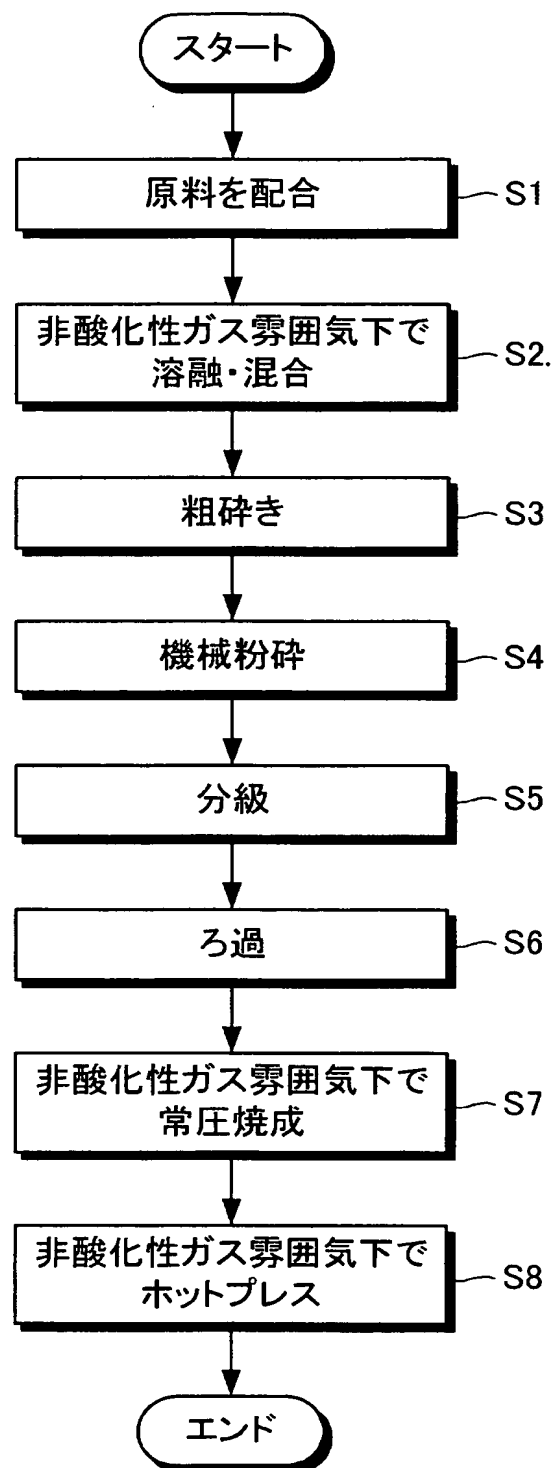 スタート
原料を配合
S1
非酸化性ガス雰囲気下で
溶融・混合
S2.
粗砕き
S3
機械粉砕
S4
分級
S5
ろ過
S6
非酸化性ガス雰囲気下で
常圧焼成
S7
非酸化性ガス雰囲気下で
ホットプレス
S8
エンド